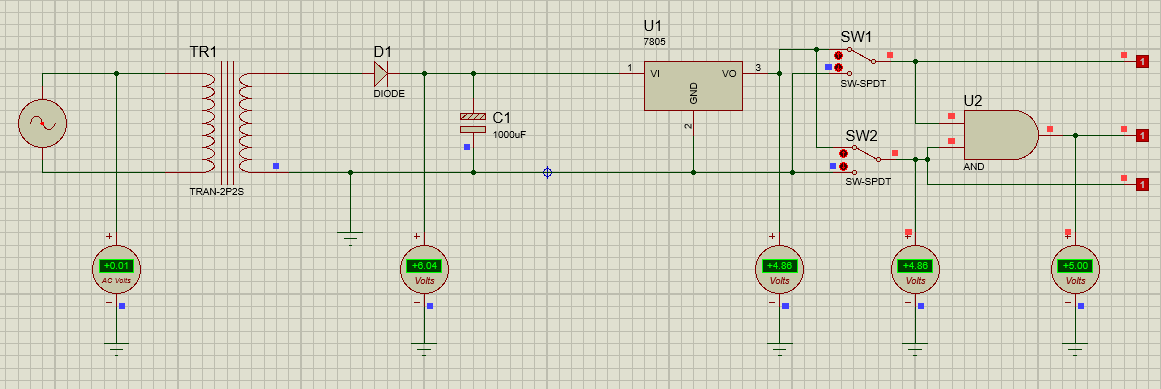 TR1
TRAN-2P2S
D1
DIODE
C1
1000uF
U1
7805
1
VI
VO
3
GND
2
SW1
SW-SPDT
SW2
SW-SPDT
U2
AND
1
1
1
+
+0.01
AC Volts
−
+
+6.04
Volts
−
+
+4.86
Volts
−
+
+4.86
Volts
−
+
+5.00
Volts
−